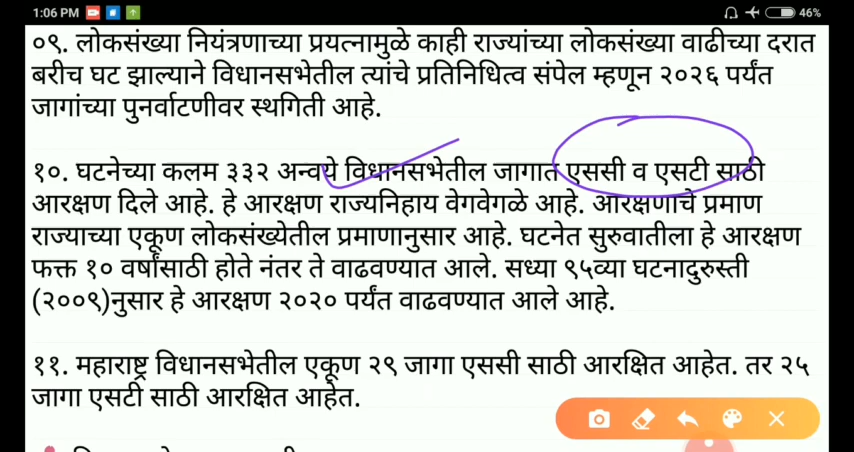 1:06 PM 46%
०९. लोकसंख्या नियंत्रणाच्या प्रयत्नामुळे काही राज्यांच्या लोकसंख्या वाढीच्या दरात
बरीच घट झाल्याने विधानसभेतील त्यांचे प्रतिनिधित्व संपेल म्हणून २०२६ पर्यंत
जागांच्या पुनर्वाटणीवर स्थगिती आहे.
१०. घटनेच्या कलम ३३२ अन्वये विधानसभेतील जागात एससी व एसटी साठी
आरक्षण दिले आहे. हे आरक्षण राज्यनिहाय वेगवेगळे आहे. आरक्षणाचे प्रमाण
राज्याच्या एकूण लोकसंख्येतील प्रमाणानुसार आहे. घटनेत सुरुवातीला हे आरक्षण
फक्त १० वर्षांसाठी होते नंतर ते वाढवण्यात आले. सध्या ९५व्या घटनादुरुस्ती
(२००९)नुसार हे आरक्षण २०२० पर्यंत वाढवण्यात आले आहे.
११. महाराष्ट्र विधानसभेतील एकूण २९ जागा एससी साठी आरक्षित आहेत. तर २५
जागा एसटी साठी आरक्षित आहेत.